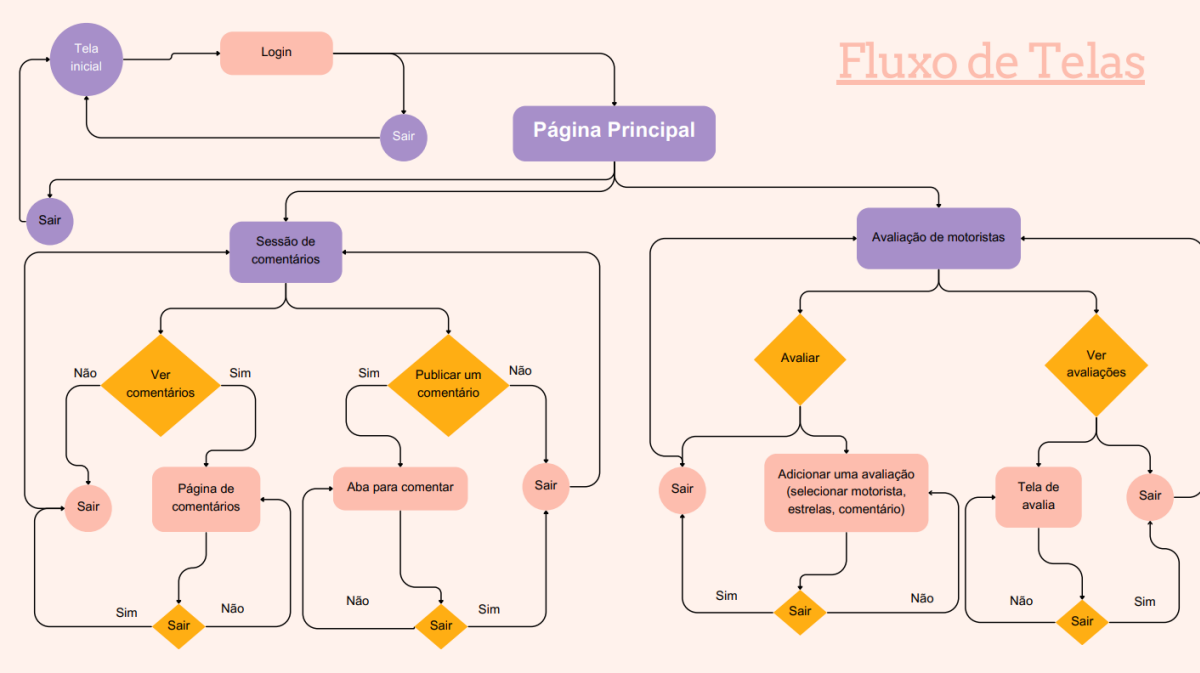 Fluxo de Telas
Tela
inicial
Login
Sair
Página Principal
Sair
Sessão de
comentários
Avaliação de motoristas
Não
Ver
comentários
Sim
Sim
Publicar um
comentário
Não
Avaliar
Ver
avaliações
Sair
Página de
comentários
Aba para comentar
Sair
Sair
Adicionar uma avaliação
(selecionar motorista,
estrelas, comentário)
Tela de
avalia
Sair
Sim
Sair
Não
Não
Sair
Sim
Sim
Sair
Não
Não
Sair
Sim